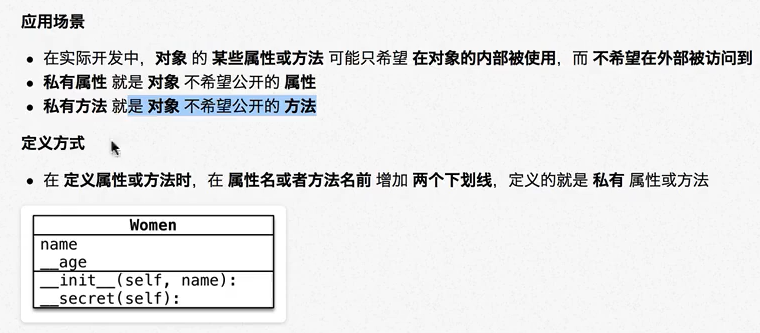 应用场景
在实际开发中，对象 的 某些属性或方法 可能只希望 在对象的内部被使用，而 不希望在外部被访问到
私有属性 就是 对象 不希望公开的 属性
私有方法 就是 对象 不希望公开的 方法
定义方式
在 定义属性或方法时，在 属性名或者方法名前 增加 两个下划线，定义的就是 私有 属性或方法
Women
name
__age
__init__(self, name):
__secret(self):